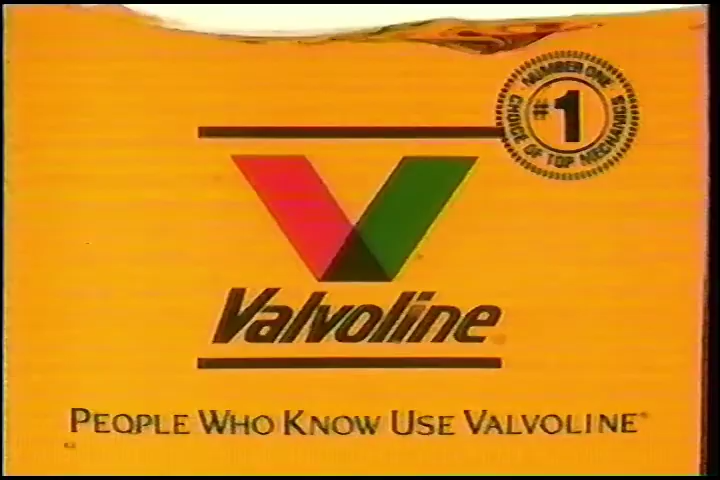 NUMBER ONE
#1
CHOICE OF TOP MECHANICS
Valvoline
PEOPLE WHO KNOW USE VALVOLINE®